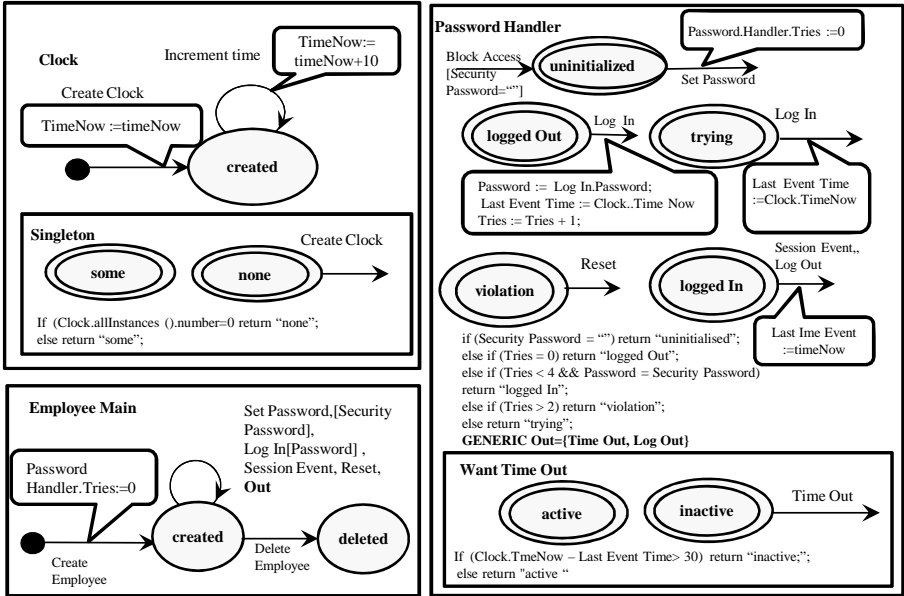 Clock
Increment time
TimeNow:=
timeNow+10
Create Clock
TimeNow :=timeNow
created
Singleton
Create Clock
some
none
If (Clock.allInstances ().number=0 return “none”;
else return “some”;
Employee Main
Set Password,[Security
Password],
Log In[Password] ,
Session Event, Reset,
Out
Password
Handler.Tries:=0
created
deleted
Create
Employee
Delete
Employee
Password Handler
Password.Handler.Tries :=0
Block Access
[Security
Password=“”]
uninitialized
Set Password
logged Out
Log In
trying
Log In
Password := Log In.Password;
Last Event Time := Clock..Time Now
Tries := Tries + 1;
Last Event Time
:=Clock.TimeNow
violation
Reset
logged In
Session Event,,
Log Out
Last Ime Event
:=timeNow
if (Security Password = “”) return “uninitialised”;
else if (Tries = 0) return “logged Out”;
else if (Tries < 4 && Password = Security Password)
return “logged In”;
else if (Tries > 2) return “violation”;
else return “trying”;
GENERIC Out={Time Out, Log Out}
Want Time Out
active
inactive
Time Out
If (Clock.TmeNow – Last Event Time> 30) return “inactive;”;
else return "active “